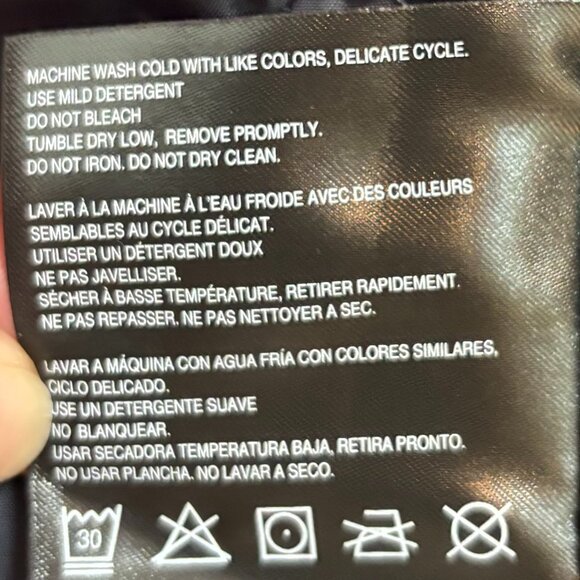 MACHINE WASH COLD WITH LIKE COLORS, DELICATE CYCLE.
USE MILD DETERGENT
DO NOT BLEACH
TUMBLE DRY LOW, REMOVE PROMPTLY.
DO NOT IRON. DO NOT DRY CLEAN.
LAVER À LA MACHINE À L'EAU FROIDE AVEC DES COULEURS
SEMBLABLES AU CYCLE DÉLICAT.
UTILISER UN DÉTERGENT DOUX
NE PAS JAVELLISER.
SÉCHER À BASSE TEMPÉRATURE, RETIRER RAPIDEMENT.
NE PAS REPASSER. NE PAS NETTOYER A SEC.
LAVAR A MÁQUINA CON AGUA FRÍA CON COLORES SIMILARES,
CICLO DELICADO.
USE UN DETERGENTE SUAVE
NO BLANQUEAR.
USAR SECADORA TEMPERATURA BAJA, RETIRA PRONTO.
NO USAR PLANCHA. NO LAVAR A SECO.
30